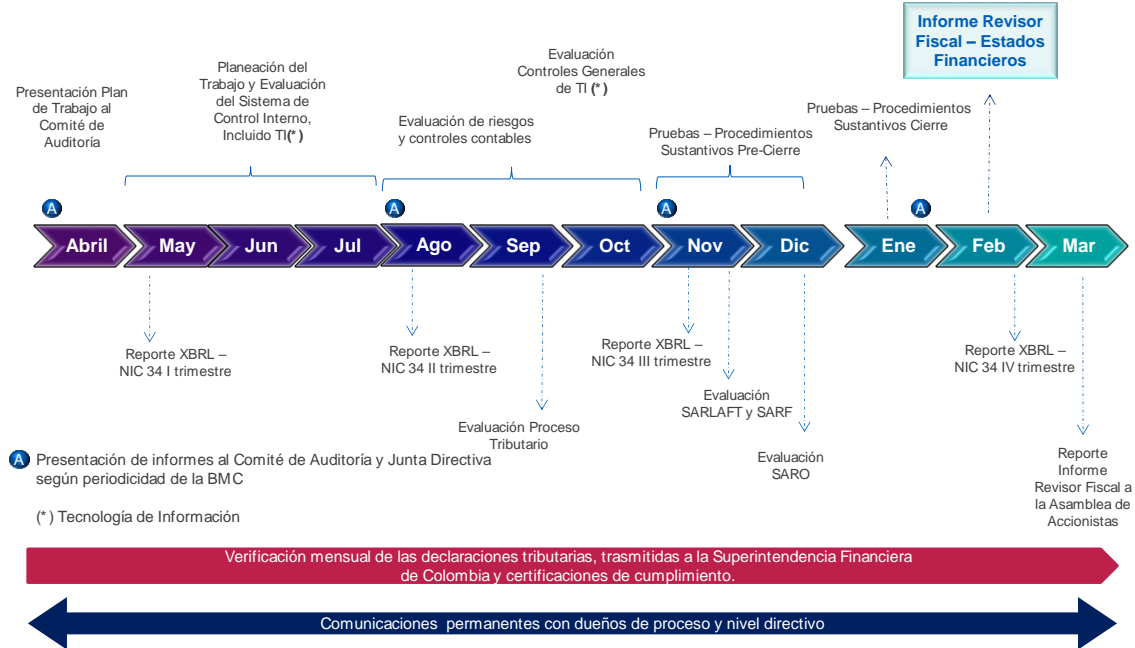 Informe Revisor
Fiscal – Estados
Financieros
Presentación Plan
de Trabajo al
Comité de
Auditoría
Planeación del
Trabajo y Evaluación
del Sistema de
Control Interno,
Incluido TI(*)
Evaluación de riesgos
y controles contables
Evaluación
Controles Generales
de TI (*)
Pruebas – Procedimientos
Sustantivos Pre-Cierre
Pruebas – Procedimientos
Sustantivos Cierre
A
A
A
A
Abril
May
Jun
Jul
Ago
Sep
Oct
Nov
Dic
Ene
Feb
Mar
Reporte XBRL –
NIC 34 I trimestre
Reporte XBRL –
NIC 34 II trimestre
Evaluación Proceso
Tributario
Reporte XBRL –
NIC 34 III trimestre
Evaluación
SARLAFT y SARF
Evaluación
SARO
Reporte XBRL –
NIC 34 IV trimestre
Reporte
Informe
Revisor Fiscal a
la Asamblea de
Accionistas
A Presentación de informes al Comité de Auditoría y Junta Directiva
según periodicidad de la BMC
(*) Tecnología de Información
Verificación mensual de las declaraciones tributarias, trasmitidas a la Superintendencia Financiera
de Colombia y certificaciones de cumplimiento.
Comunicaciones permanentes con dueños de proceso y nivel directivo